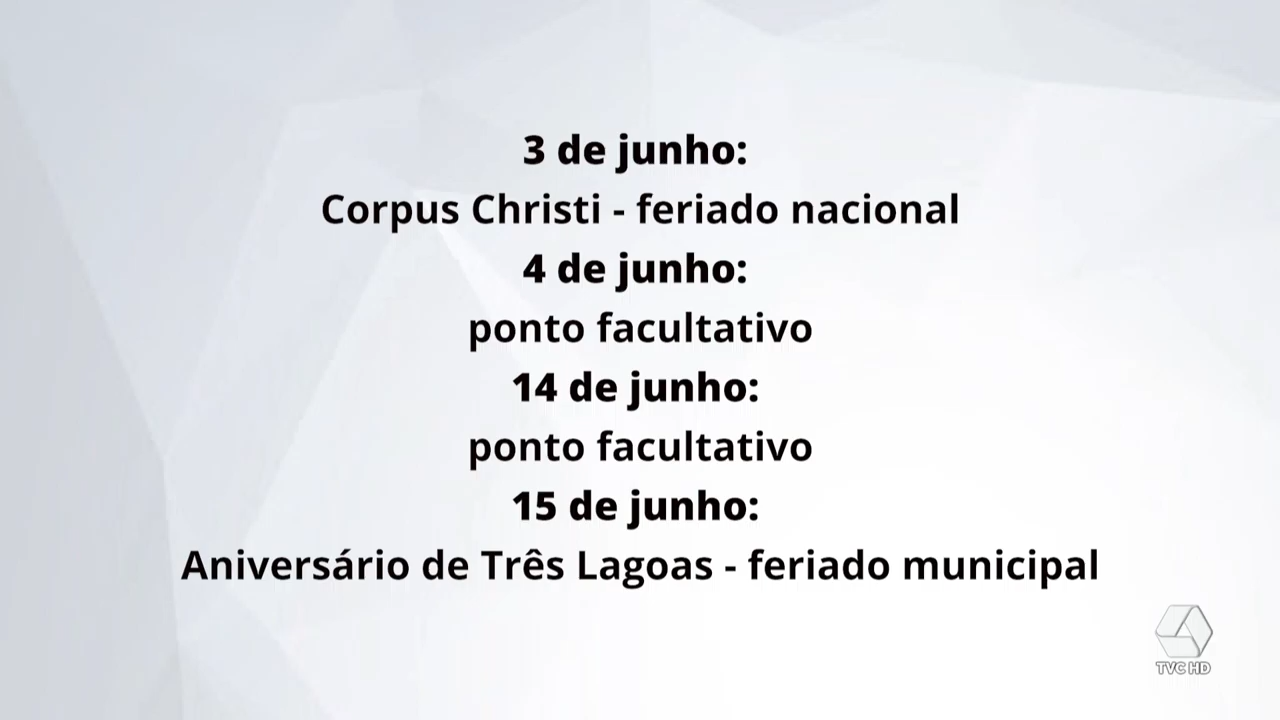 3 de junho:
Corpus Christi - feriado nacional
4 de junho:
ponto facultativo
14 de junho:
ponto facultativo
15 de junho:
Aniversário de Três Lagoas - feriado municipal
TVC HD